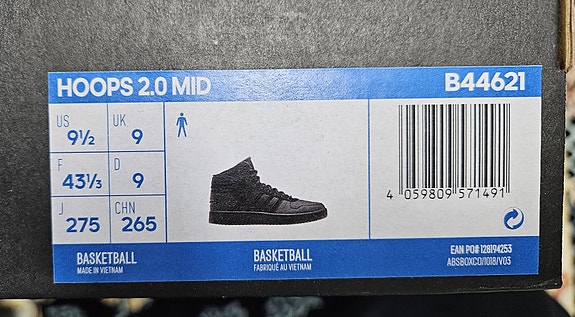 HOOPS 2.0 MID B44621
US UK
9½ 9
F D
43⅓ 9
J CHN
275 265
4 059809 571491
BASKETBALL
MADE IN VIETNAM
BASKETBALL
FABRIQUÉ AU VIETNAM
EAN PO# 128194253
ABSBOXCO/1018/V03